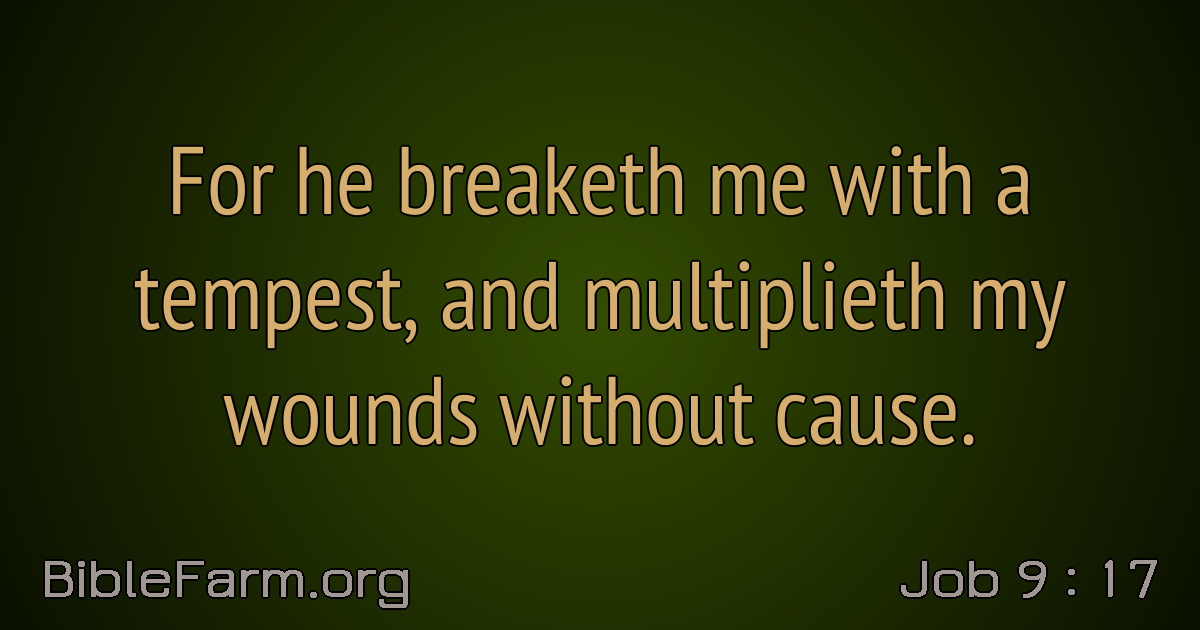 For he breaketh me with a
tempest, and multiplieth my
wounds without cause.
BibleFarm.org
Job 9 : 17